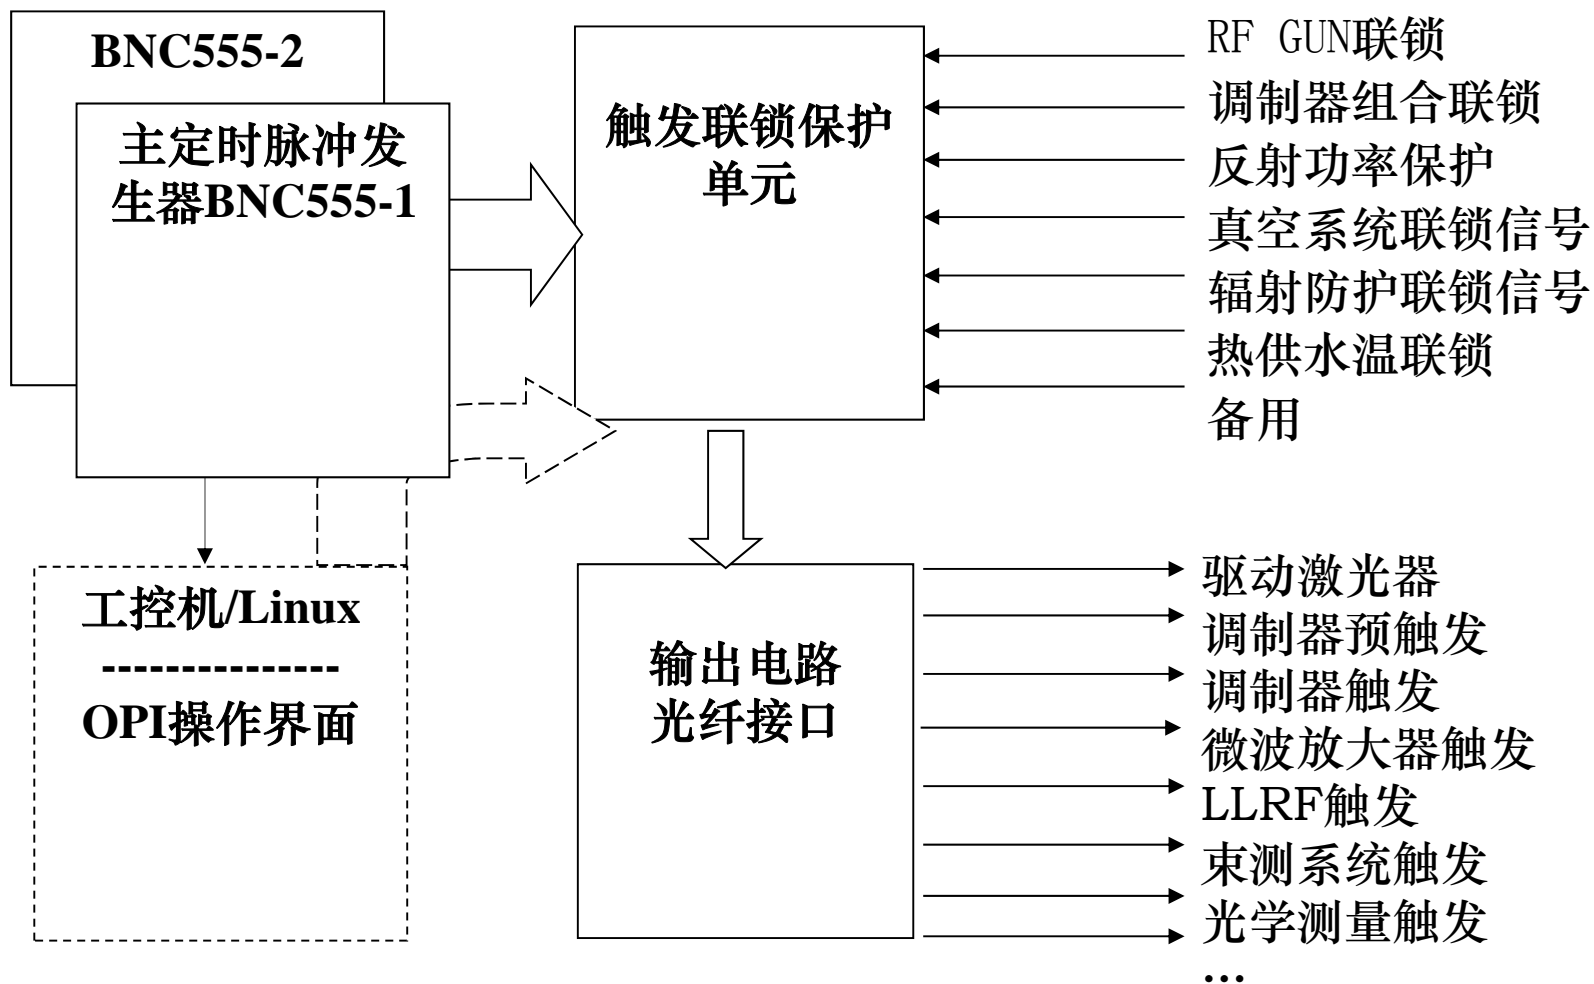 BNC555-2
主定时脉冲发
生器BNC555-1
触发联锁保护
单元
RF GUN联锁
调制器组合联锁
反射功率保护
真空系统联锁信号
辐射防护联锁信号
热供水温联锁
备用
工控机/Linux
---------------
OPI操作界面
输出电路
光纤接口
驱动激光器
调制器预触发
调制器触发
微波放大器触发
LLRF触发
束测系统触发
光学测量触发
…